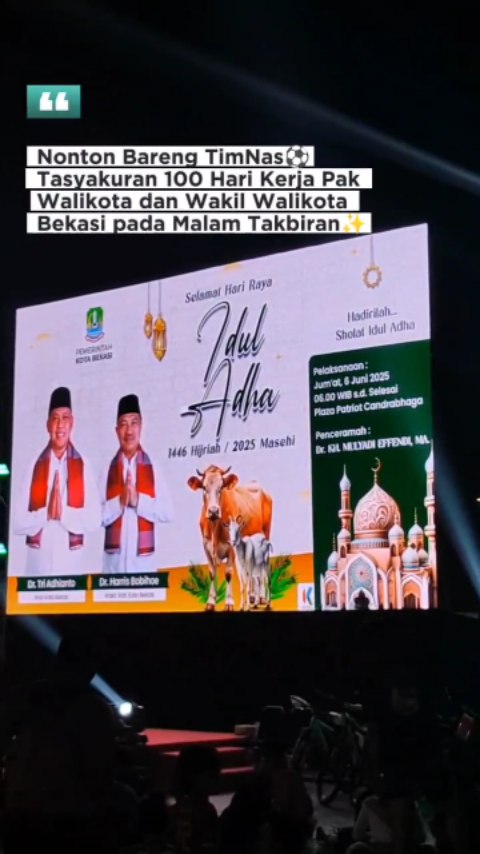 Nonton Bareng TimNas⚽
Tasyakuran 100 Hari Kerja Pak
Walikota dan Wakil Walikota
Bekasi pada Malam Takbiran✨
PEMERINTAH
KOTA BEKASI
Selamat Hari Raya
Idul
Adha
1446 Hijriah / 2025 Masehi
Hadirilah...
Sholat Idul Adha
Pelaksanaan :
Jum'at, 6 Juni 2025
06.00 WIB s.d. Selesai
Plaza Patriot Candrabhaga
Penceramah :
Dr. KH. MULYADI EFFENDI, MA.
Dr. Tri Adhianto
Dr. Harris Bobihoe